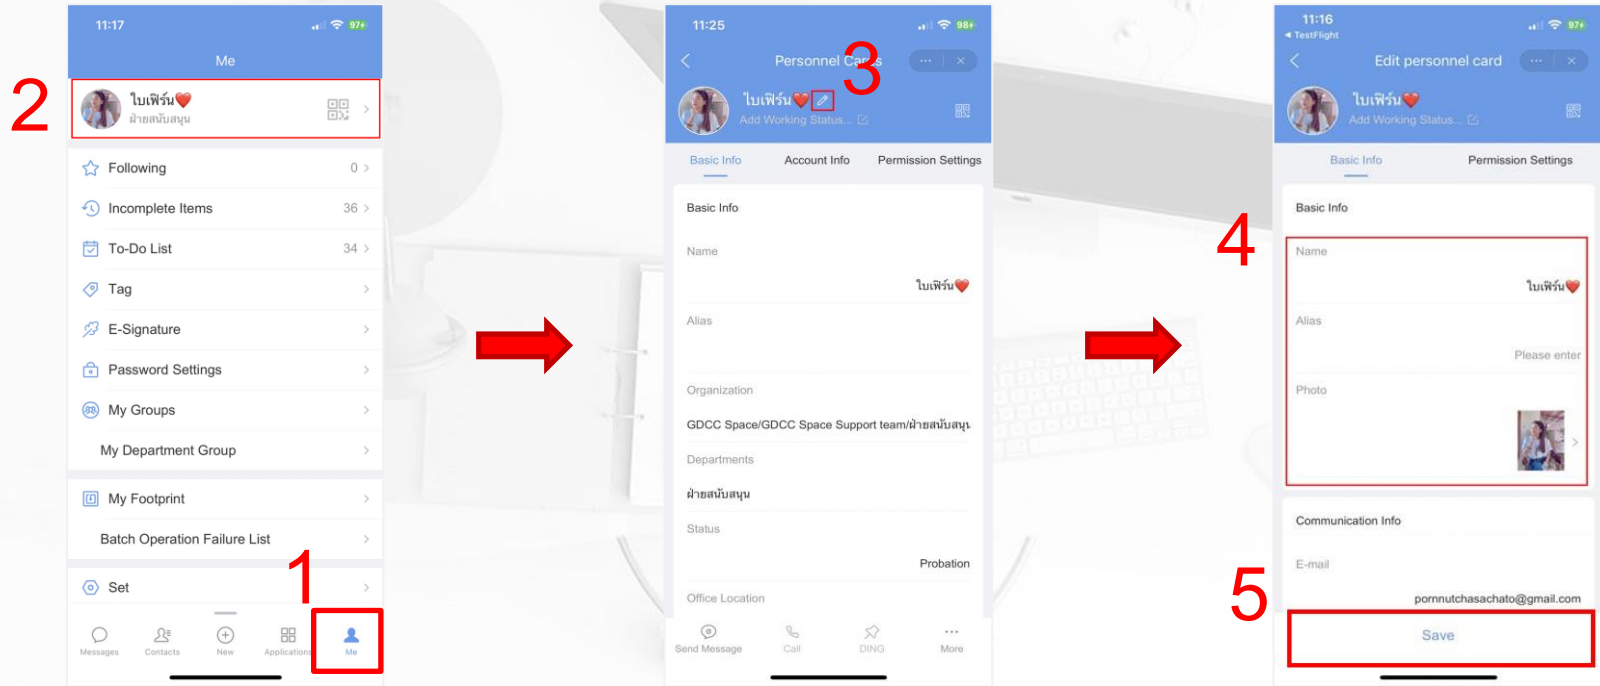 11:17
97+
Me
2
ใบเฟิร์น❤️
ฝ่ายสนับสนุน
Following
0
Incomplete Items
36
To-Do List
34
Tag
E-Signature
Password Settings
My Groups
My Department Group
My Footprint
Batch Operation Failure List
1
Set
Messages
Contacts
New
Applications
Me
11:25
98+
3
Personnel Cards
ใบเฟิร์น❤️
Add Working Status...
Basic Info
Account Info
Permission Settings
Basic Info
Name
ใบเฟิร์น❤️
Alias
Organization
GDCC Space/GDCC Space Support team/ฝ่ายสนับสนุน
Departments
ฝ่ายสนับสนุน
Status
Probation
Office Location
Send Message
Call
DING
More
11:16
97+
TestFlight
Edit personnel card
ใบเฟิร์น❤️
Add Working Status...
Basic Info
Permission Settings
Basic Info
4
Name
ใบเฟิร์น❤️
Alias
Please enter
Photo
Communication Info
E-mail
pornnutchasachato@gmail.com
5
Save